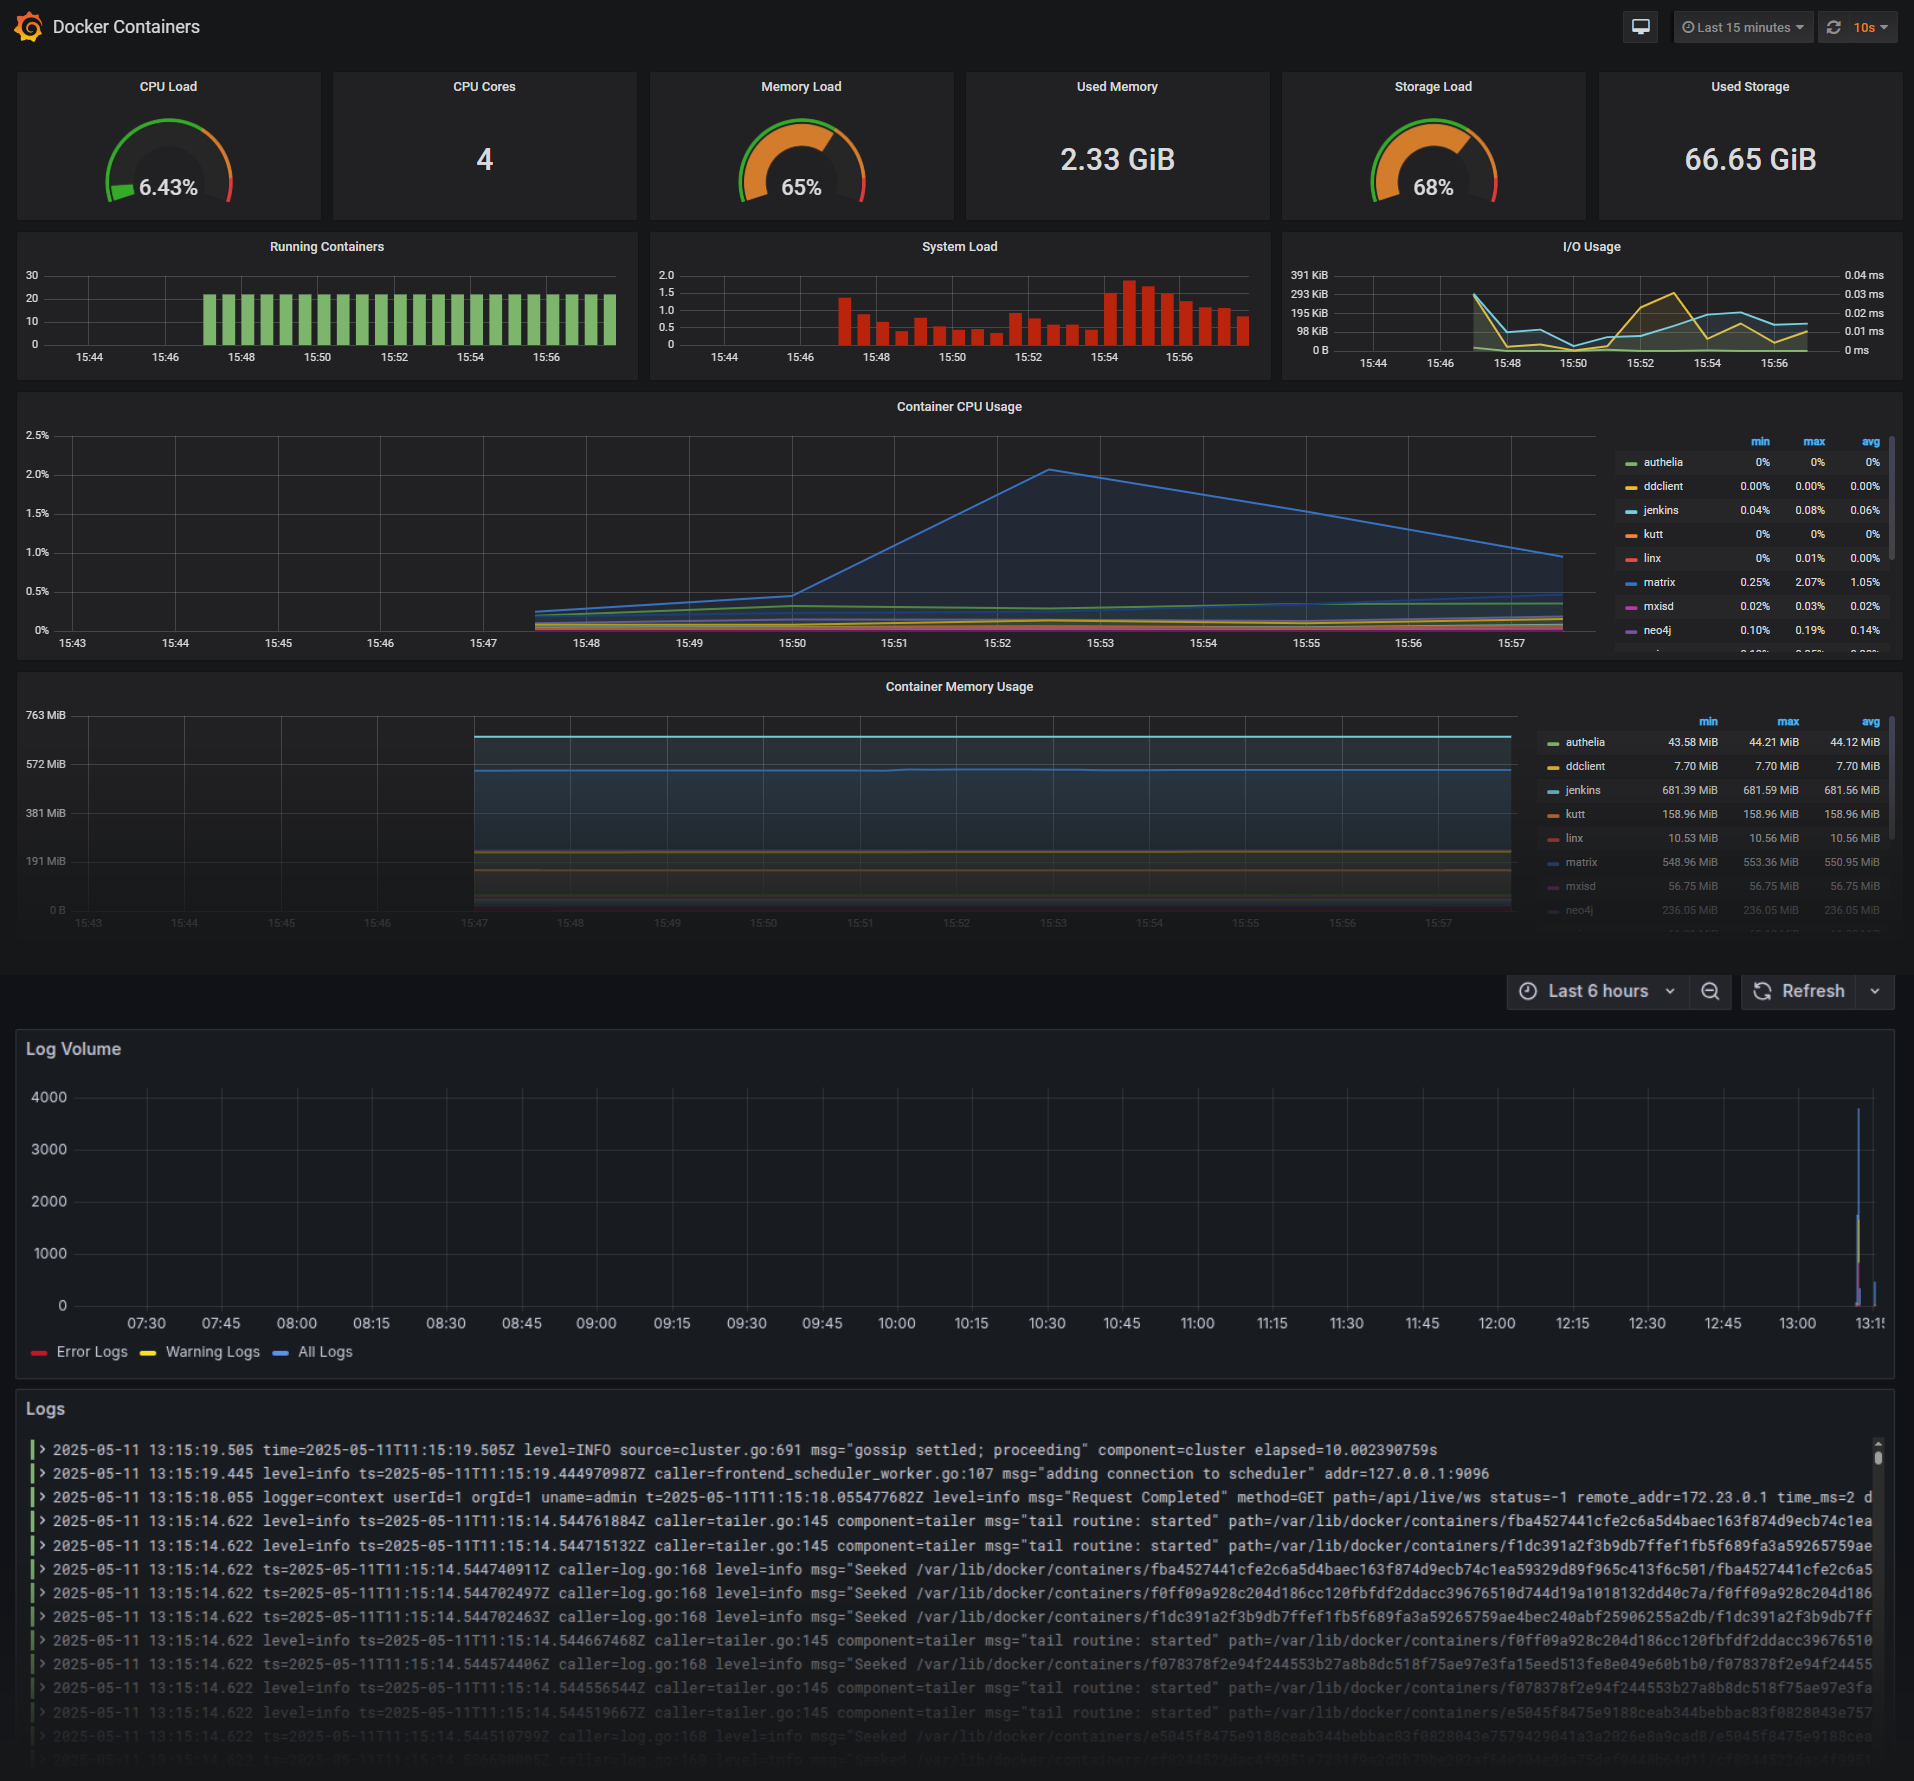 Docker Containers
Last 15 minutes
10s
CPU Load
CPU Cores
Memory Load
Used Memory
Storage Load
Used Storage
6.43%
4
65%
2.33 GiB
68%
66.65 GiB
Running Containers
30
20
10
0
15:44 15:46 15:48 15:50 15:52 15:54 15:56
System Load
2.0
1.5
1.0
0.5
0
15:44 15:46 15:48 15:50 15:52 15:54 15:56
I/O Usage
391 KiB 0.04 ms
293 KiB 0.03 ms
195 KiB 0.02 ms
98 KiB 0.01 ms
0 B 0 ms
15:44 15:46 15:48 15:50 15:52 15:54 15:56
Container CPU Usage
2.5%
2.0%
1.5%
1.0%
0.5%
0%
15:43 15:44 15:45 15:46 15:47 15:48 15:49 15:50 15:51 15:52 15:53 15:54 15:55 15:56 15:57
min max avg
authelia 0% 0% 0%
ddclient 0.00% 0.00% 0.00%
jenkins 0.04% 0.08% 0.06%
kutt 0% 0% 0%
linx 0% 0.01% 0.00%
matrix 0.25% 2.07% 1.05%
mxisd 0.02% 0.03% 0.02%
neo4j 0.10% 0.19% 0.14%
Container Memory Usage
763 MiB
572 MiB
381 MiB
191 MiB
0 B
15:43 15:44 15:45 15:46 15:47 15:48 15:49 15:50 15:51 15:52 15:53 15:54 15:55 15:56 15:57
min max avg
authelia 43.58 MiB 44.21 MiB 44.12 MiB
ddclient 7.70 MiB 7.70 MiB 7.70 MiB
jenkins 681.39 MiB 681.59 MiB 681.56 MiB
kutt 158.96 MiB 158.96 MiB 158.96 MiB
linx 10.53 MiB 10.56 MiB 10.56 MiB
matrix 548.96 MiB 553.36 MiB 550.95 MiB
mxisd 56.75 MiB 56.75 MiB 56.75 MiB
neo4j 236.05 MiB 236.05 MiB 236.05 MiB
Last 6 hours
Refresh
Log Volume
4000
3000
2000
1000
0
07:30 07:45 08:00 08:15 08:30 08:45 09:00 09:15 09:30 09:45 10:00 10:15 10:30 10:45 11:00 11:15 11:30 11:45 12:00 12:15 12:30 12:45 13:00 13:15
Error Logs Warning Logs All Logs
Logs
2025-05-11 13:15:19.505 time=2025-05-11T11:15:19.505Z level=INFO source=cluster.go:691 msg="gossip settled; proceeding" component=cluster elapsed=10.002390759s
2025-05-11 13:15:19.445 level=info ts=2025-05-11T11:15:19.444970987Z caller=frontend_scheduler_worker.go:107 msg="adding connection to scheduler" addr=127.0.0.1:9096
2025-05-11 13:15:18.055 logger=context userId=1 orgId=1 uname=admin t=2025-05-11T11:15:18.055477682Z level=info msg="Request Completed" method=GET path=/api/live/ws status=-1 remote_addr=172.23.0.1 time_ms=2 d
2025-05-11 13:15:14.622 level=info ts=2025-05-11T11:15:14.544761884Z caller=tailer.go:145 component=tailer msg="tail routine: started" path=/var/lib/docker/containers/fba4527441cfe2c6a5d4baec163f874d9ecb74c1ea
2025-05-11 13:15:14.622 level=info ts=2025-05-11T11:15:14.544715132Z caller=tailer.go:145 component=tailer msg="tail routine: started" path=/var/lib/docker/containers/f1dc391a2f3b9db7ffef1fb5f689fa3a59265759ae
2025-05-11 13:15:14.622 ts=2025-05-11T11:15:14.544740911Z caller=log.go:168 level=info msg="Seeked /var/lib/docker/containers/fba4527441cfe2c6a5d4baec163f874d9ecb74c1ea59329d89f965c413f6c501/fba4527441cfe2c6a5
2025-05-11 13:15:14.622 ts=2025-05-11T11:15:14.544702497Z caller=log.go:168 level=info msg="Seeked /var/lib/docker/containers/f0ff09a928c204d186cc120fbfdf2ddacc39676510d744d19a1018132dd40c7a/f0ff09a928c204d186
2025-05-11 13:15:14.622 ts=2025-05-11T11:15:14.544702463Z caller=log.go:168 level=info msg="Seeked /var/lib/docker/containers/f1dc391a2f3b9db7ffef1fb5f689fa3a59265759ae4bec240abf25906255a2db/f1dc391a2f3b9db7ff
2025-05-11 13:15:14.622 level=info ts=2025-05-11T11:15:14.544667468Z caller=tailer.go:145 component=tailer msg="tail routine: started" path=/var/lib/docker/containers/f0ff09a928c204d186cc120fbfdf2ddacc39676510
2025-05-11 13:15:14.622 ts=2025-05-11T11:15:14.544574406Z caller=log.go:168 level=info msg="Seeked /var/lib/docker/containers/f078378f2e94f244553b27a8b8dc518f75ae97e3fa15eed513fe8e049e60b1b0/f078378f2e94f24455
2025-05-11 13:15:14.622 level=info ts=2025-05-11T11:15:14.544556544Z caller=tailer.go:145 component=tailer msg="tail routine: started" path=/var/lib/docker/containers/f078378f2e94f244553b27a8b8dc518f75ae97e3fa
2025-05-11 13:15:14.622 level=info ts=2025-05-11T11:15:14.544519667Z caller=tailer.go:145 component=tailer msg="tail routine: started" path=/var/lib/docker/containers/e5045f8475e9188ceab344bebbac83f0828043e757
2025-05-11 13:15:14.622 ts=2025-05-11T11:15:14.544510799Z caller=log.go:168 level=info msg="Seeked